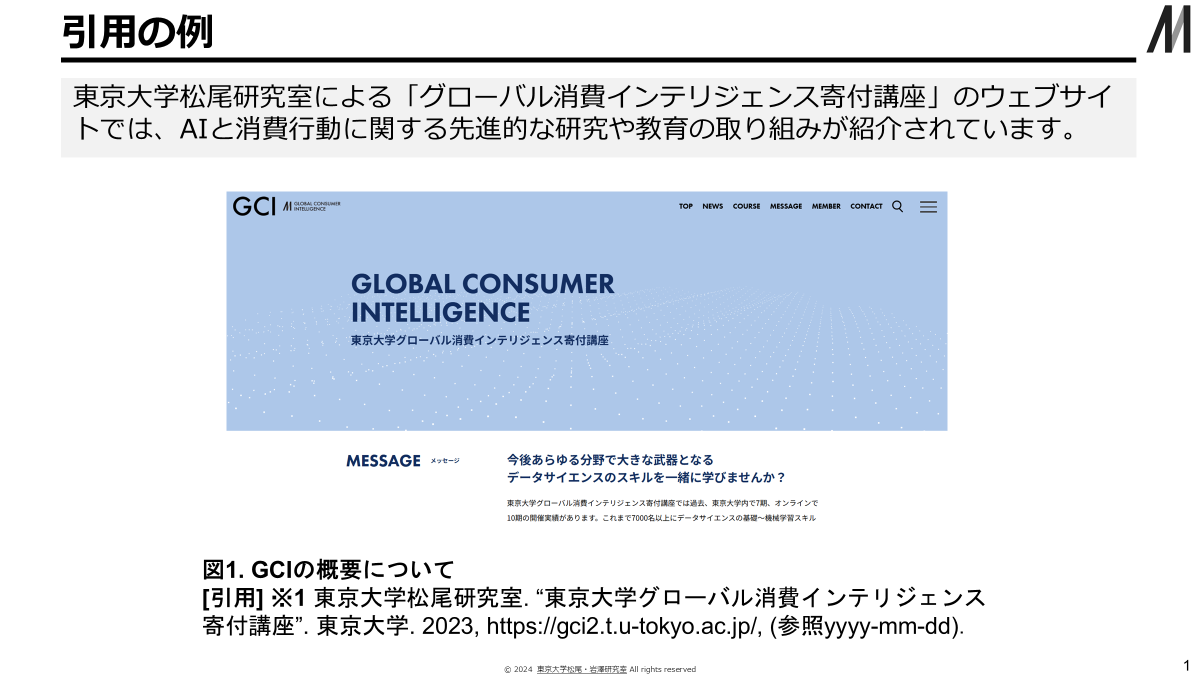 引用の例
東京大学松尾研究室による「グローバル消費インテリジェンス寄付講座」のウェブサイ
トでは、AIと消費行動に関する先進的な研究や教育の取り組みが紹介されています。
GCI GLOBAL CONSUMER
INTELLIGENCE
TOP NEWS COURSE MESSAGE MEMBER CONTACT
GLOBAL CONSUMER
INTELLIGENCE
東京大学グローバル消費インテリジェンス寄付講座
MESSAGE メッセージ
今後あらゆる分野で大きな武器となる
データサイエンスのスキルを一緒に学びませんか？
東京大学グローバル消費インテリジェンス寄付講座では過去、東京大学内で7期、オンラインで
10期の開催実績があります。これまで7000名以上にデータサイエンスの基礎〜機械学習スキル
図1. GCIの概要について
[引用] ※1 東京大学松尾研究室. “東京大学グローバル消費インテリジェンス
寄付講座”. 東京大学. 2023, https://gci2.t.u-tokyo.ac.jp/, (参照yyyy-mm-dd).
© 2024 東京大学松尾・岩澤研究室 All rights reserved
1